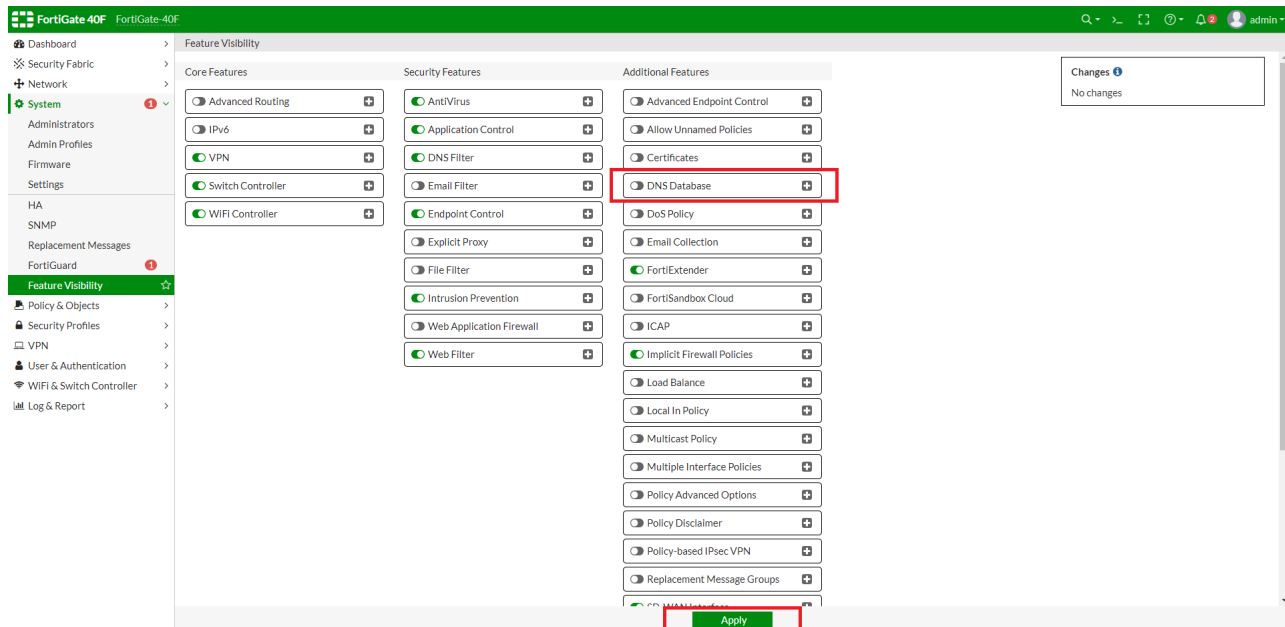 FortiGate 40F FortiGate-40F
2 admin
Dashboard
Security Fabric
Network
System 1
Administrators
Admin Profiles
Firmware
Settings
HA
SNMP
Replacement Messages
FortiGuard 1
Feature Visibility
Policy & Objects
Security Profiles
VPN
User & Authentication
WiFi & Switch Controller
Log & Report
Feature Visibility
Core Features
Advanced Routing
IPv6
VPN
Switch Controller
WiFi Controller
Security Features
AntiVirus
Application Control
DNS Filter
Email Filter
Endpoint Control
Explicit Proxy
File Filter
Intrusion Prevention
Web Application Firewall
Web Filter
Additional Features
Advanced Endpoint Control
Allow Unnamed Policies
Certificates
DNS Database
DoS Policy
Email Collection
FortiExtender
FortiSandbox Cloud
ICAP
Implicit Firewall Policies
Load Balance
Local In Policy
Multicast Policy
Multiple Interface Policies
Policy Advanced Options
Policy Disclaimer
Policy-based IPsec VPN
Replacement Message Groups
SD-WAN Interface
Apply
Changes
No changes